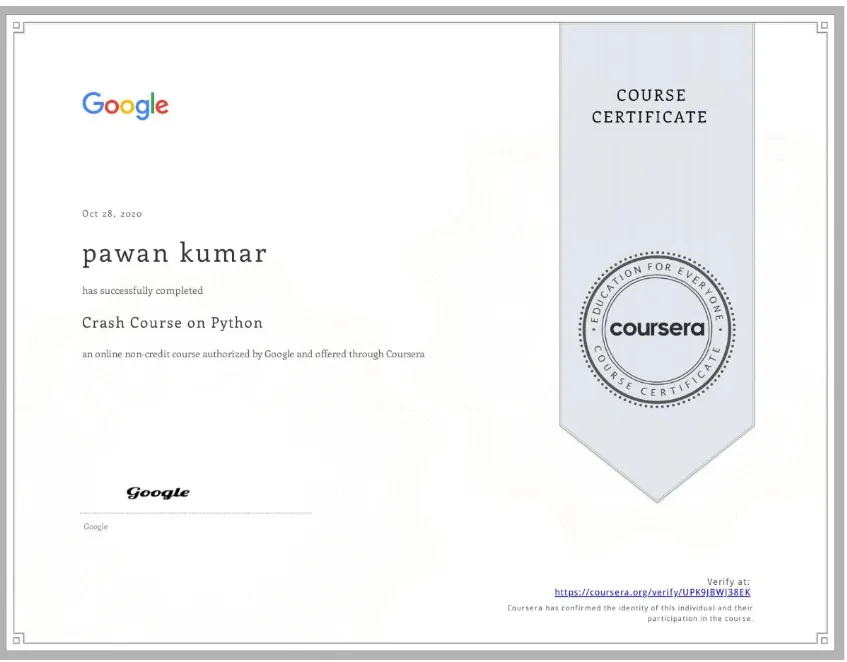 Google
COURSE
CERTIFICATE
Oct 28, 2020
pawan kumar
has successfully completed
Crash Course on Python
an online non-credit course authorized by Google and offered through Coursera
EDUCATION FOR EVERYONE
coursera
COURSE CERTIFICATE
Google
Google
Verify at:
https://coursera.org/verify/UPK9JBWJ38EK
Coursera has confirmed the identity of this individual and their
participation in the course.